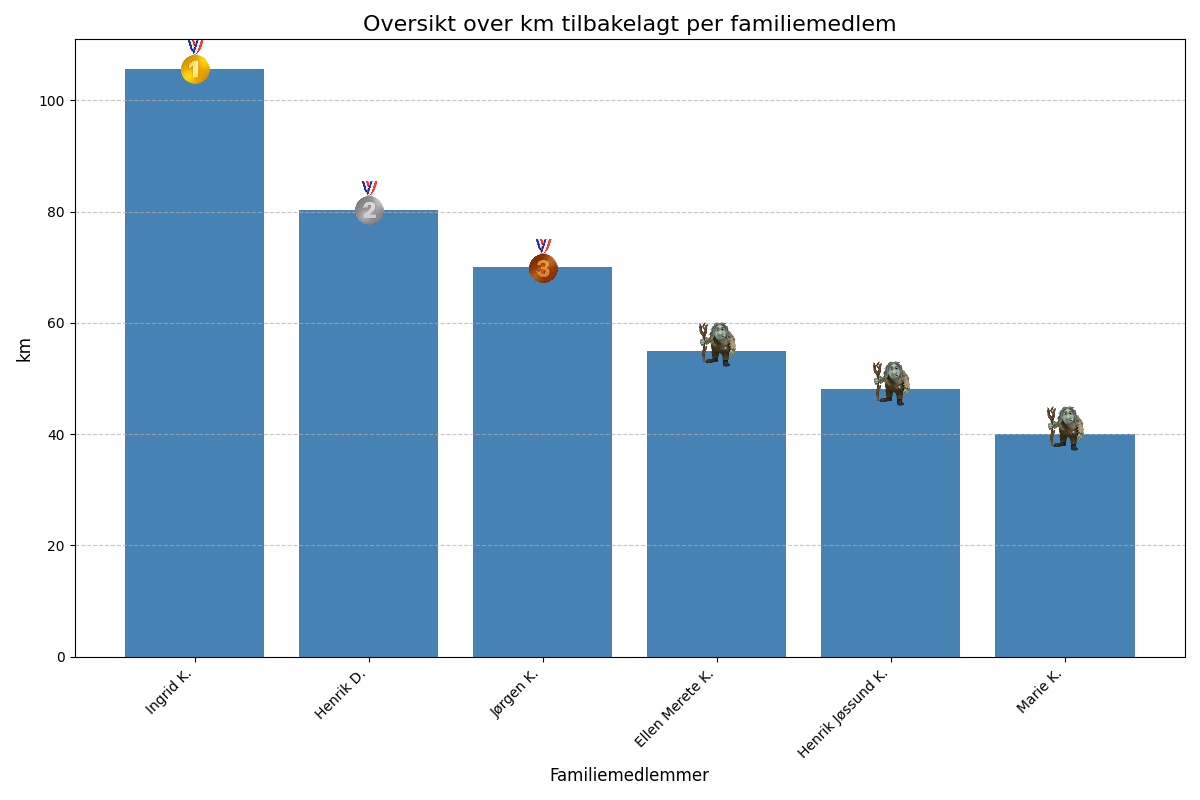 Oversikt over km tilbakelagt per familiemedlem
km
100
80
60
40
20
0
1
2
3
Ingrid K.
Henrik D.
Jørgen K.
Ellen Merete K.
Henrik Jøssund K.
Marie K.
Familiemedlemmer